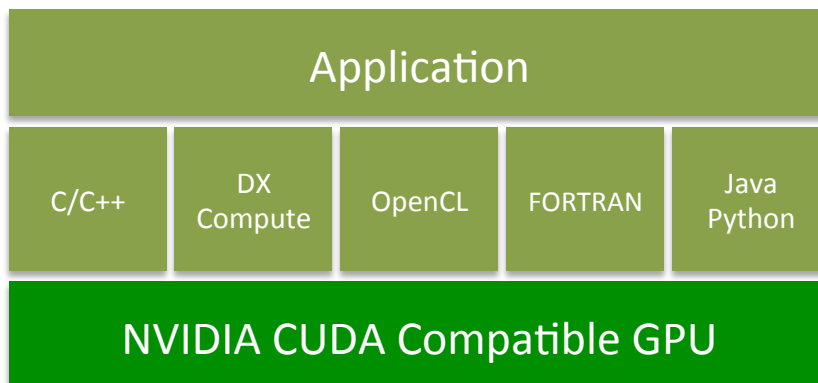 Application
C/C++
DX
Compute
OpenCL
FORTRAN
Java
Python
NVIDIA CUDA Compatible GPU